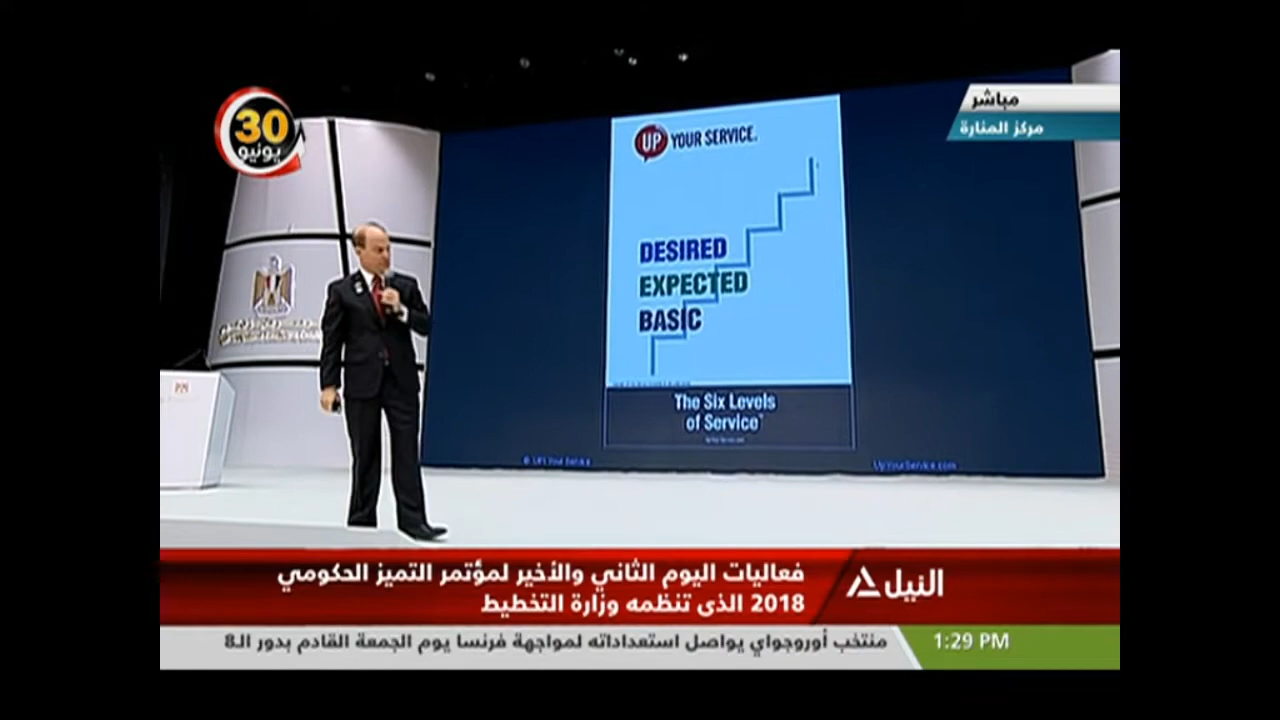 30
يونيو
مباشر
مركز المنارة
UP YOUR SERVICE.
DESIRED
EXPECTED
BASIC
The Six Levels
of Service
UpYourService.com
فعاليات اليوم الثاني والأخير لمؤتمر التميز الحكومي
2018 الذى تنظمه وزارة التخطيط
النيل
منتخب أوروجواي يواصل استعداداته لمواجهة فرنسا يوم الجمعة القادم بدور الـ8
1:29 PM